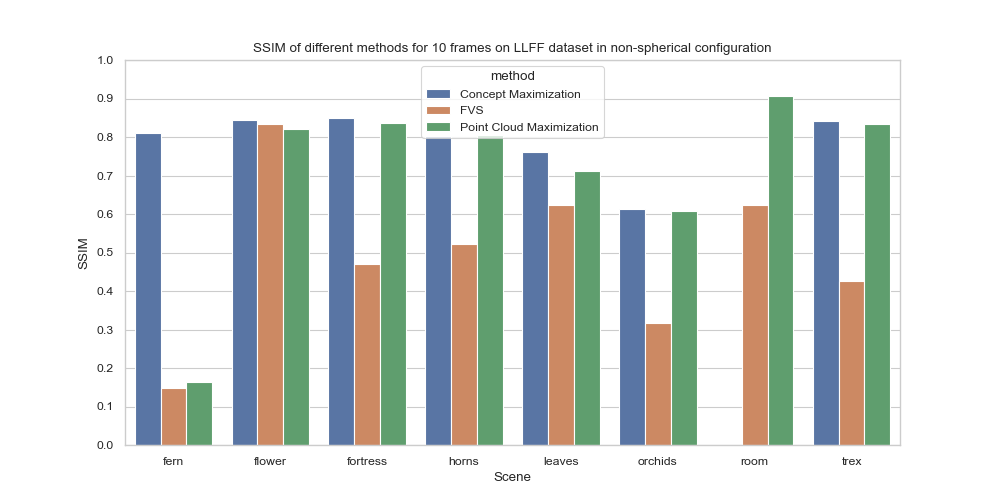 SSIM of different methods for 10 frames on LLFF dataset in non-spherical configuration
1.0
0.9
0.8
0.7
0.6
0.5
0.4
0.3
0.2
0.1
0.0
SSIM
method
Concept Maximization
FVS
Point Cloud Maximization
fern flower fortress horns leaves orchids room trex
Scene